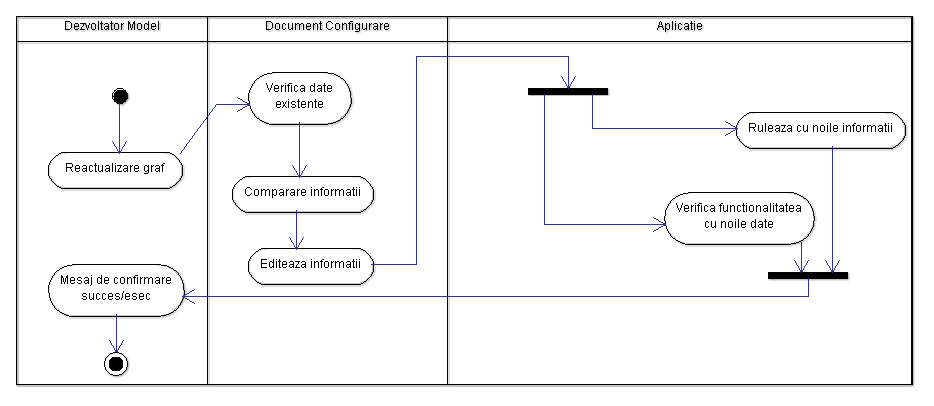 Dezvoltator Model
Document Configurare
Aplicatie
Verifica date
existente
Ruleaza cu noile informatii
Reactualizare graf
Comparare informatii
Verifica functionalitatea
cu noile date
Editeaza informatii
Mesaj de confirmare
succes/esec